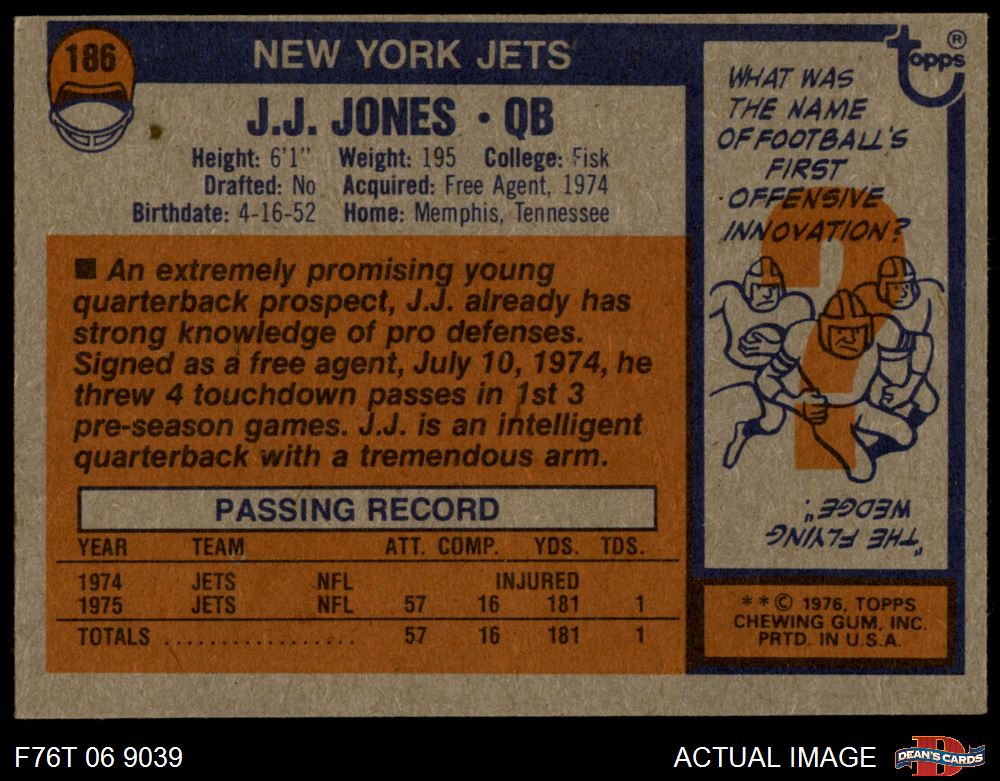 186
NEW YORK JETS
J.J. JONES • QB
Height: 6'1" Weight: 195 College: Fisk
Drafted: No Acquired: Free Agent, 1974
Birthdate: 4-16-52 Home: Memphis, Tennessee
■ An extremely promising young
quarterback prospect, J.J. already has
strong knowledge of pro defenses.
Signed as a free agent, July 10, 1974, he
threw 4 touchdown passes in 1st 3
pre-season games. J.J. is an intelligent
quarterback with a tremendous arm.
PASSING RECORD
YEAR TEAM ATT. COMP. YDS. TDS.
1974 JETS NFL INJURED
1975 JETS NFL 57 16 181 1
TOTALS .................. 57 16 181 1
topps ®
WHAT WAS
THE NAME
OF FOOTBALL'S
FIRST
OFFENSIVE
INNOVATION?
?
"THE FLYING
WEDGE"
** © 1976, TOPPS
CHEWING GUM, INC.
PRTD. IN U.S.A.
F76T 06 9039
ACTUAL IMAGE
D
DEAN'S CARDS